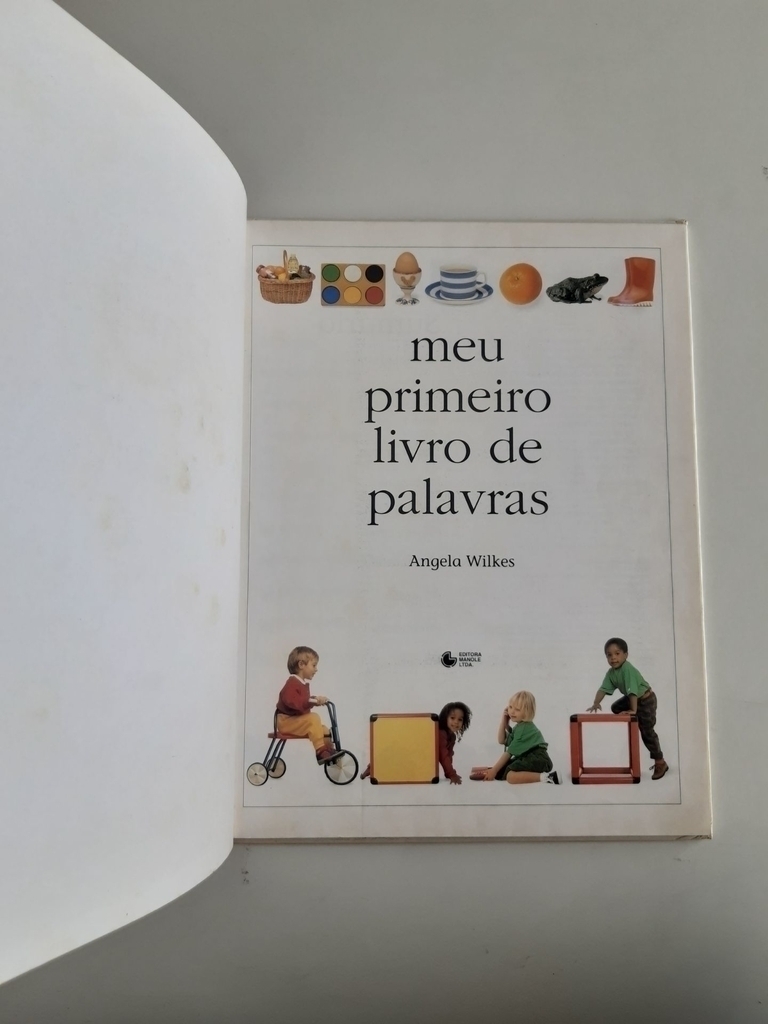 meu
primeiro
livro de
palavras
Angela Wilkes
EDITORA
MANOLE
LTDA.